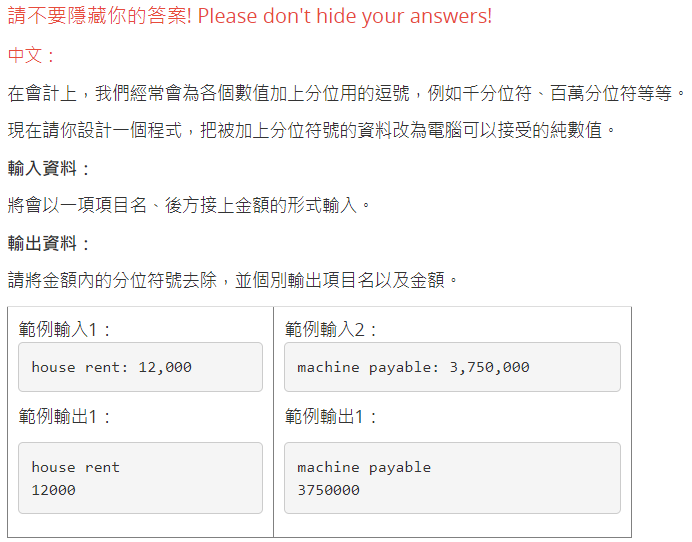 請不要隱藏你的答案! Please don't hide your answers!
中文：
在會計上，我們經常會為各個數值加上分位用的逗號，例如千分位符、百萬分位符等等。
現在請你設計一個程式，把被加上分位符號的資料改為電腦可以接受的純數值。
輸入資料：
將會以一項項目名、後方接上金額的形式輸入。
輸出資料：
請將金額內的分位符號去除，並個別輸出項目名以及金額。
範例輸入1：
house rent: 12,000
範例輸出1：
house rent
12000
範例輸入2：
machine payable: 3,750,000
範例輸出1：
machine payable
3750000